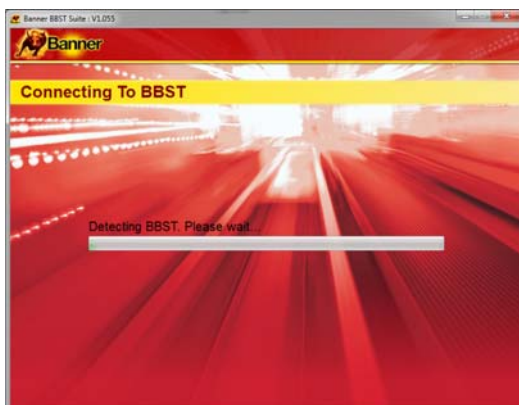 Banner BBST Suite : V1.055
Banner
Connecting To BBST
Detecting BBST. Please wait...